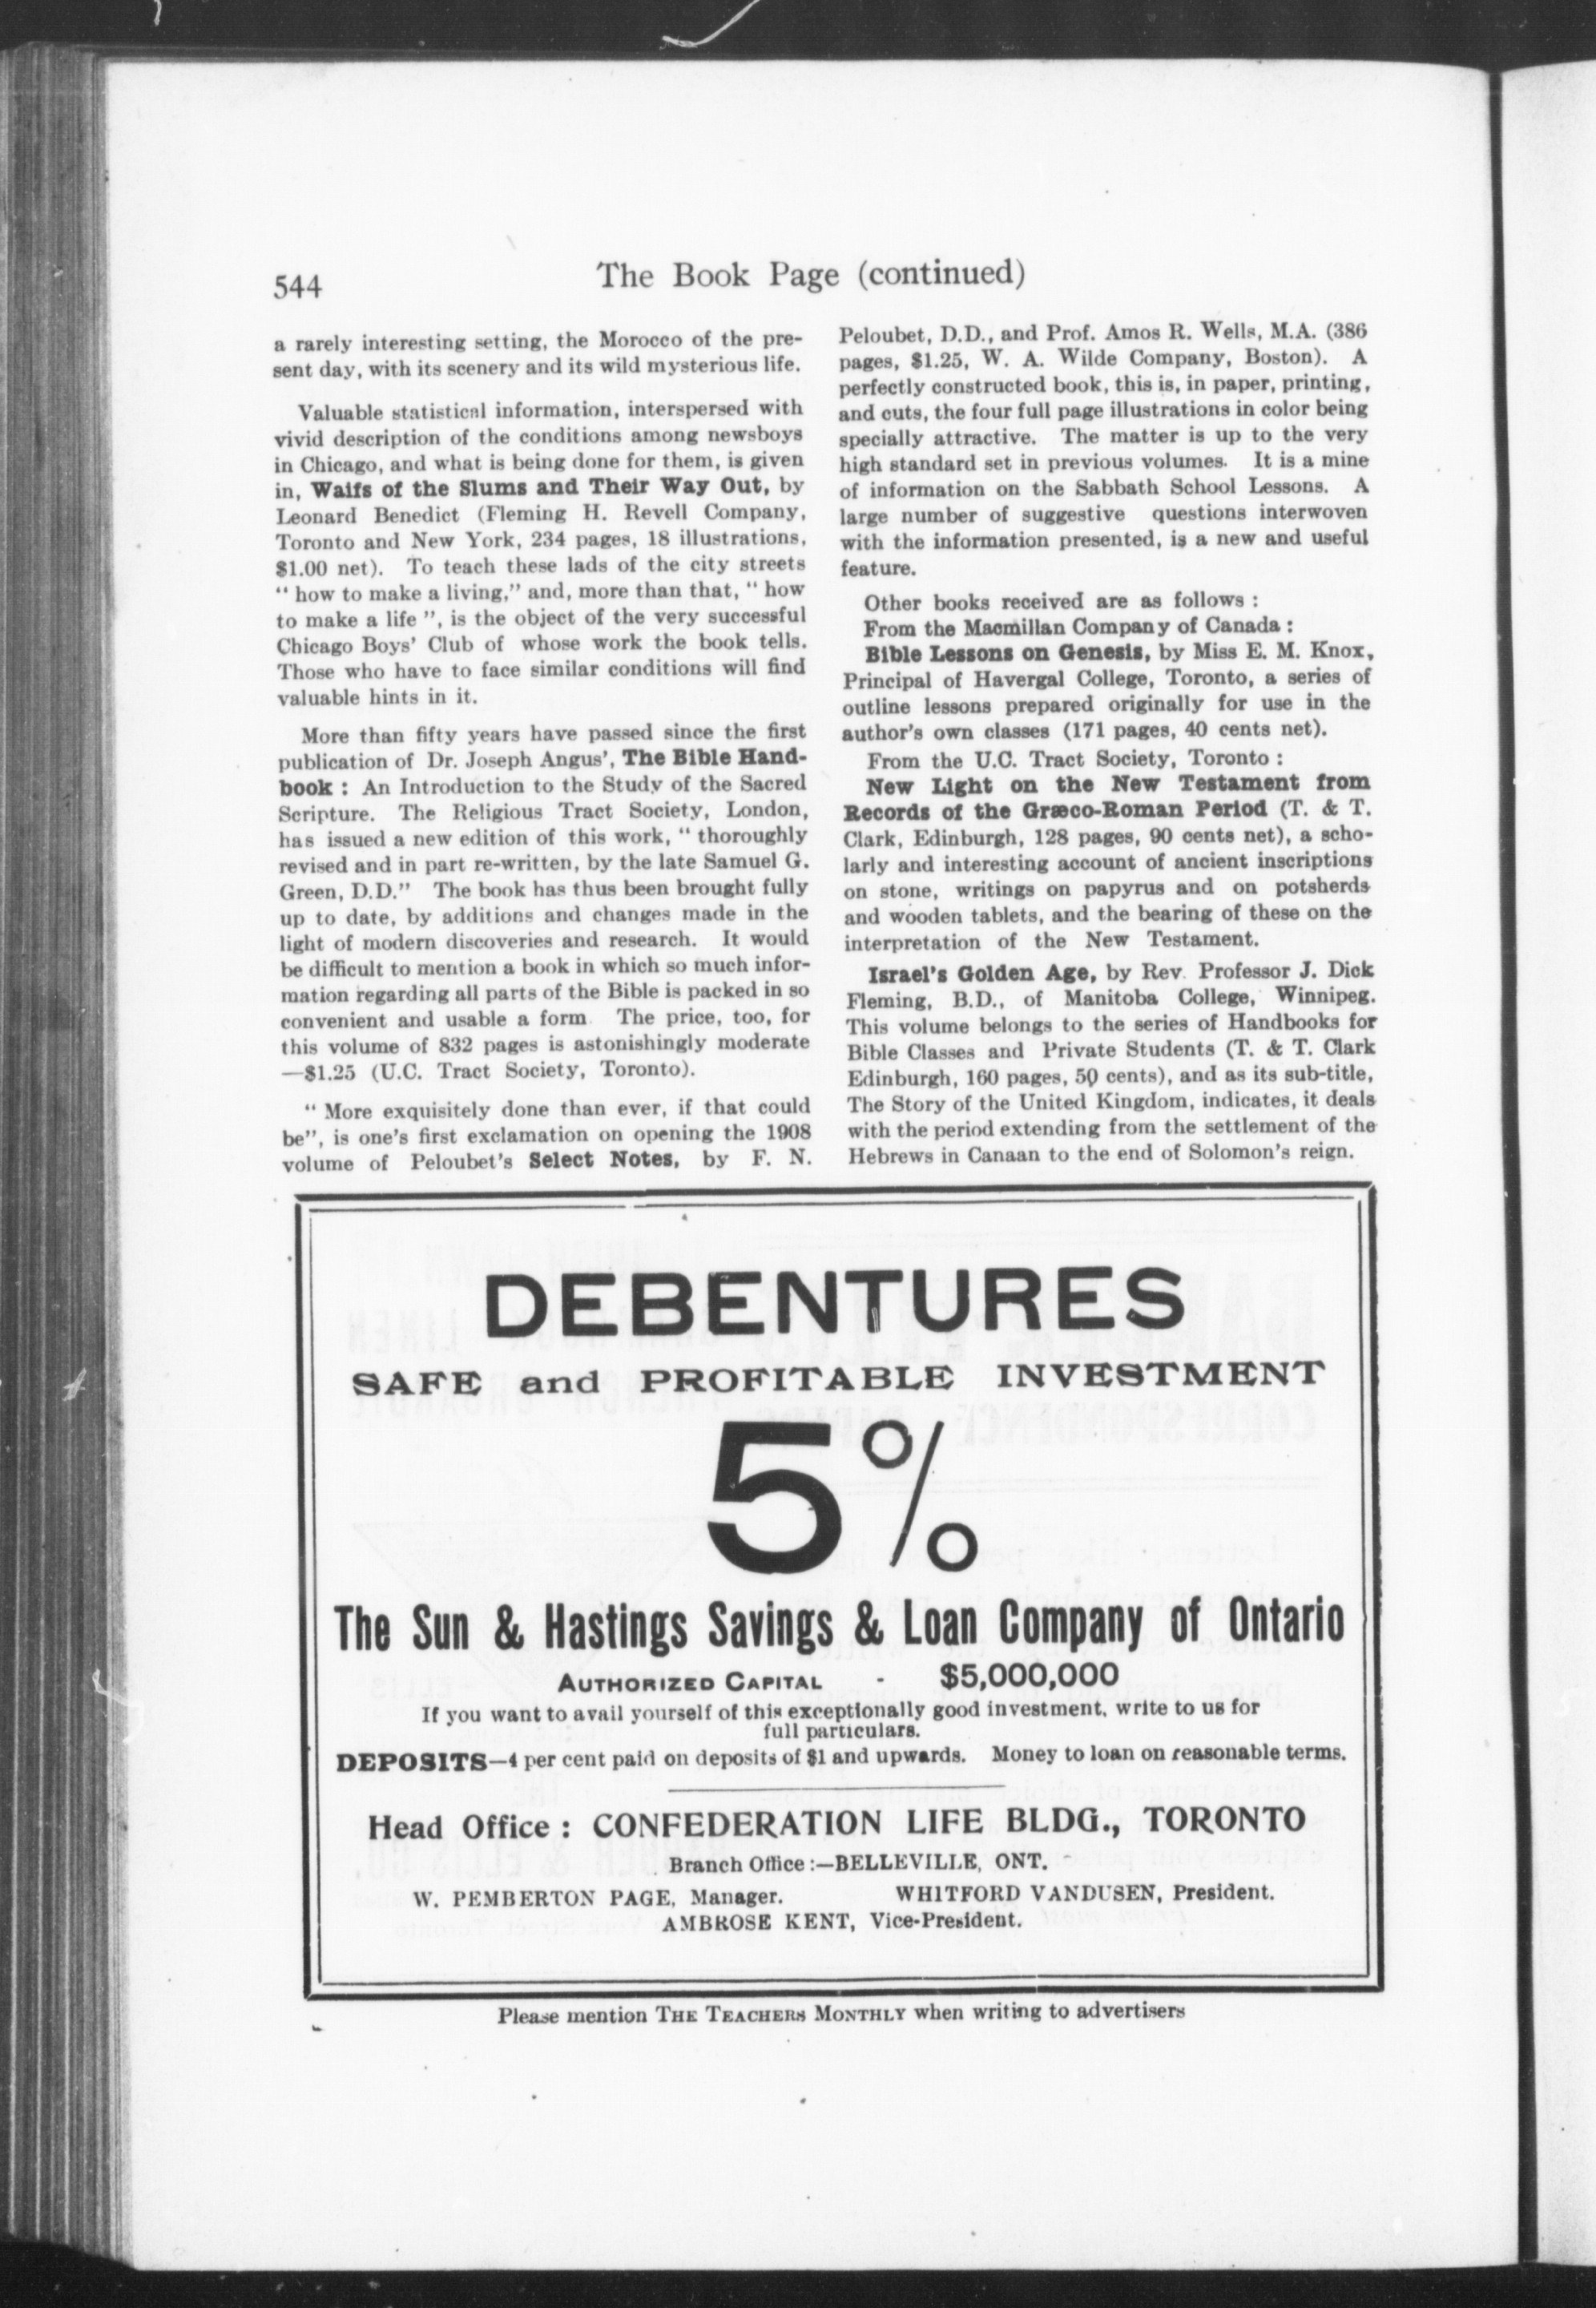 544
The Book Page (continued)
a rarely interesting setting, the Morocco of the pre-
sent day, with its scenery and its wild mysterious life.
Valuable statistical information, interspersed with
vivid description of the conditions among newsboys
in Chicago, and what is being done for them, is given
in, Waifs of the Slums and Their Way Out, by
Leonard Benedict (Fleming H. Revell Company,
Toronto and New York, 234 pages, 18 illustrations,
$1.00 net). To teach these lads of the city streets
" how to make a living," and, more than that, " how
to make a life ", is the object of the very successful
Chicago Boys' Club of whose work the book tells.
Those who have to face similar conditions will find
valuable hints in it.
More than fifty years have passed since the first
publication of Dr. Joseph Angus', The Bible Hand-
book : An Introduction to the Study of the Sacred
Scripture. The Religious Tract Society, London,
has issued a new edition of this work, " thoroughly
revised and in part re-written, by the late Samuel G.
Green, D.D." The book has thus been brought fully
up to date, by additions and changes made in the
light of modern discoveries and research. It would
be difficult to mention a book in which so much infor-
mation regarding all parts of the Bible is packed in so
convenient and usable a form. The price, too, for
this volume of 832 pages is astonishingly moderate
—$1.25 (U.C. Tract Society, Toronto).
" More exquisitely done than ever, if that could
be", is one's first exclamation on opening the 1908
volume of Peloubet's Select Notes, by F. N.
Peloubet, D.D., and Prof. Amos R. Wells, M.A. (386
pages, $1.25, W. A. Wilde Company, Boston). A
perfectly constructed book, this is, in paper, printing,
and cuts, the four full page illustrations in color being
specially attractive. The matter is up to the very
high standard set in previous volumes. It is a mine
of information on the Sabbath School Lessons. A
large number of suggestive questions interwoven
with the information presented, is a new and useful
feature.
Other books received are as follows :
From the Macmillan Company of Canada :
Bible Lessons on Genesis, by Miss E. M. Knox,
Principal of Havergal College, Toronto, a series of
outline lessons prepared originally for use in the
author's own classes (171 pages, 40 cents net).
From the U.C. Tract Society, Toronto :
New Light on the New Testament from
Records of the Græco-Roman Period (T. & T.
Clark, Edinburgh, 128 pages, 90 cents net), a scho-
larly and interesting account of ancient inscriptions
on stone, writings on papyrus and on potsherds
and wooden tablets, and the bearing of these on the
interpretation of the New Testament.
Israel's Golden Age, by Rev. Professor J. Dick
Fleming, B.D., of Manitoba College, Winnipeg.
This volume belongs to the series of Handbooks for
Bible Classes and Private Students (T. & T. Clark
Edinburgh, 160 pages, 50 cents), and as its sub-title,
The Story of the United Kingdom, indicates, it deals
with the period extending from the settlement of the
Hebrews in Canaan to the end of Solomon's reign.
DEBENTURES
SAFE and PROFITABLE INVESTMENT
5%
The Sun & Hastings Savings & Loan Company of Ontario
AUTHORIZED CAPITAL - $5,000,000
If you want to avail yourself of this exceptionally good investment, write to us for
full particulars.
DEPOSITS—4 per cent paid on deposits of $1 and upwards. Money to loan on reasonable terms.
Head Office : CONFEDERATION LIFE BLDG., TORONTO
Branch Office :—BELLEVILLE, ONT.
W. PEMBERTON PAGE, Manager. WHITFORD VANDUSEN, President.
AMBROSE KENT, Vice-President.
Please mention THE TEACHERS MONTHLY when writing to advertisers